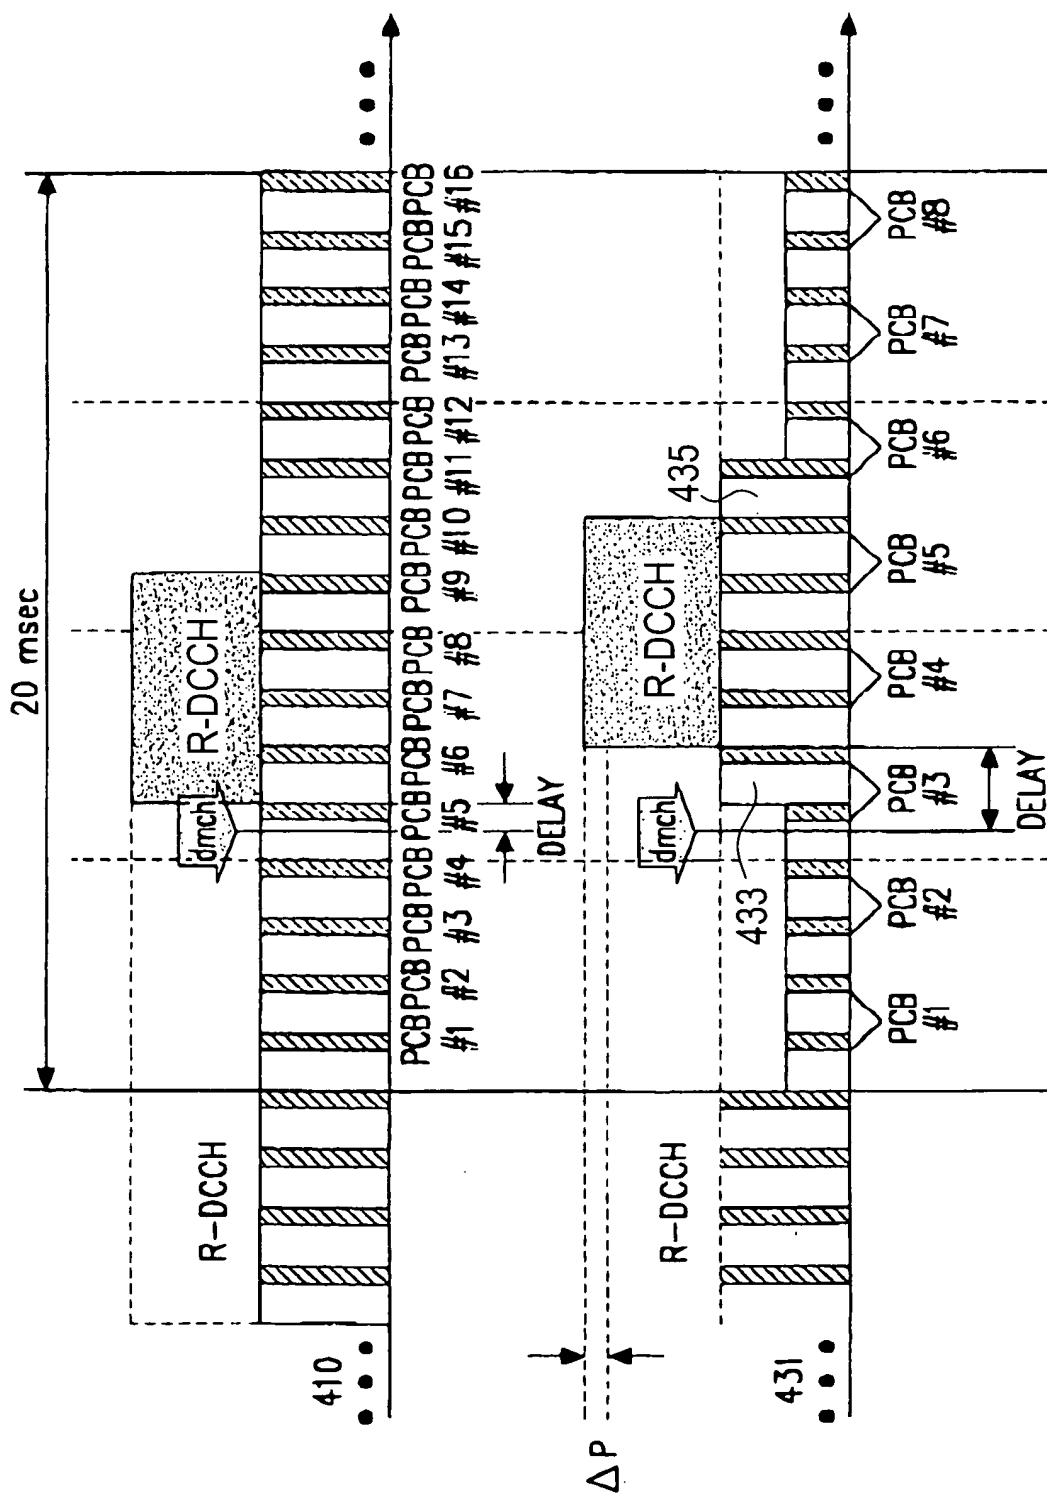 20 msec
R-DCCH
R-DCCH
dmch
410
PCB PCB PCB PCB PCB PCB PCB PCB PCB PCB PCB PCB PCB PCB PCB PCB
#1 #2 #3 #4 #5 #6 #7 #8 #9 #10 #11 #12 #13 #14 #15 #16
DELAY
ΔP
R-DCCH
R-DCCH
dmch
433
435
431
PCB PCB PCB PCB PCB PCB PCB PCB
#1 #2 #3 #4 #5 #6 #7 #8
DELAY